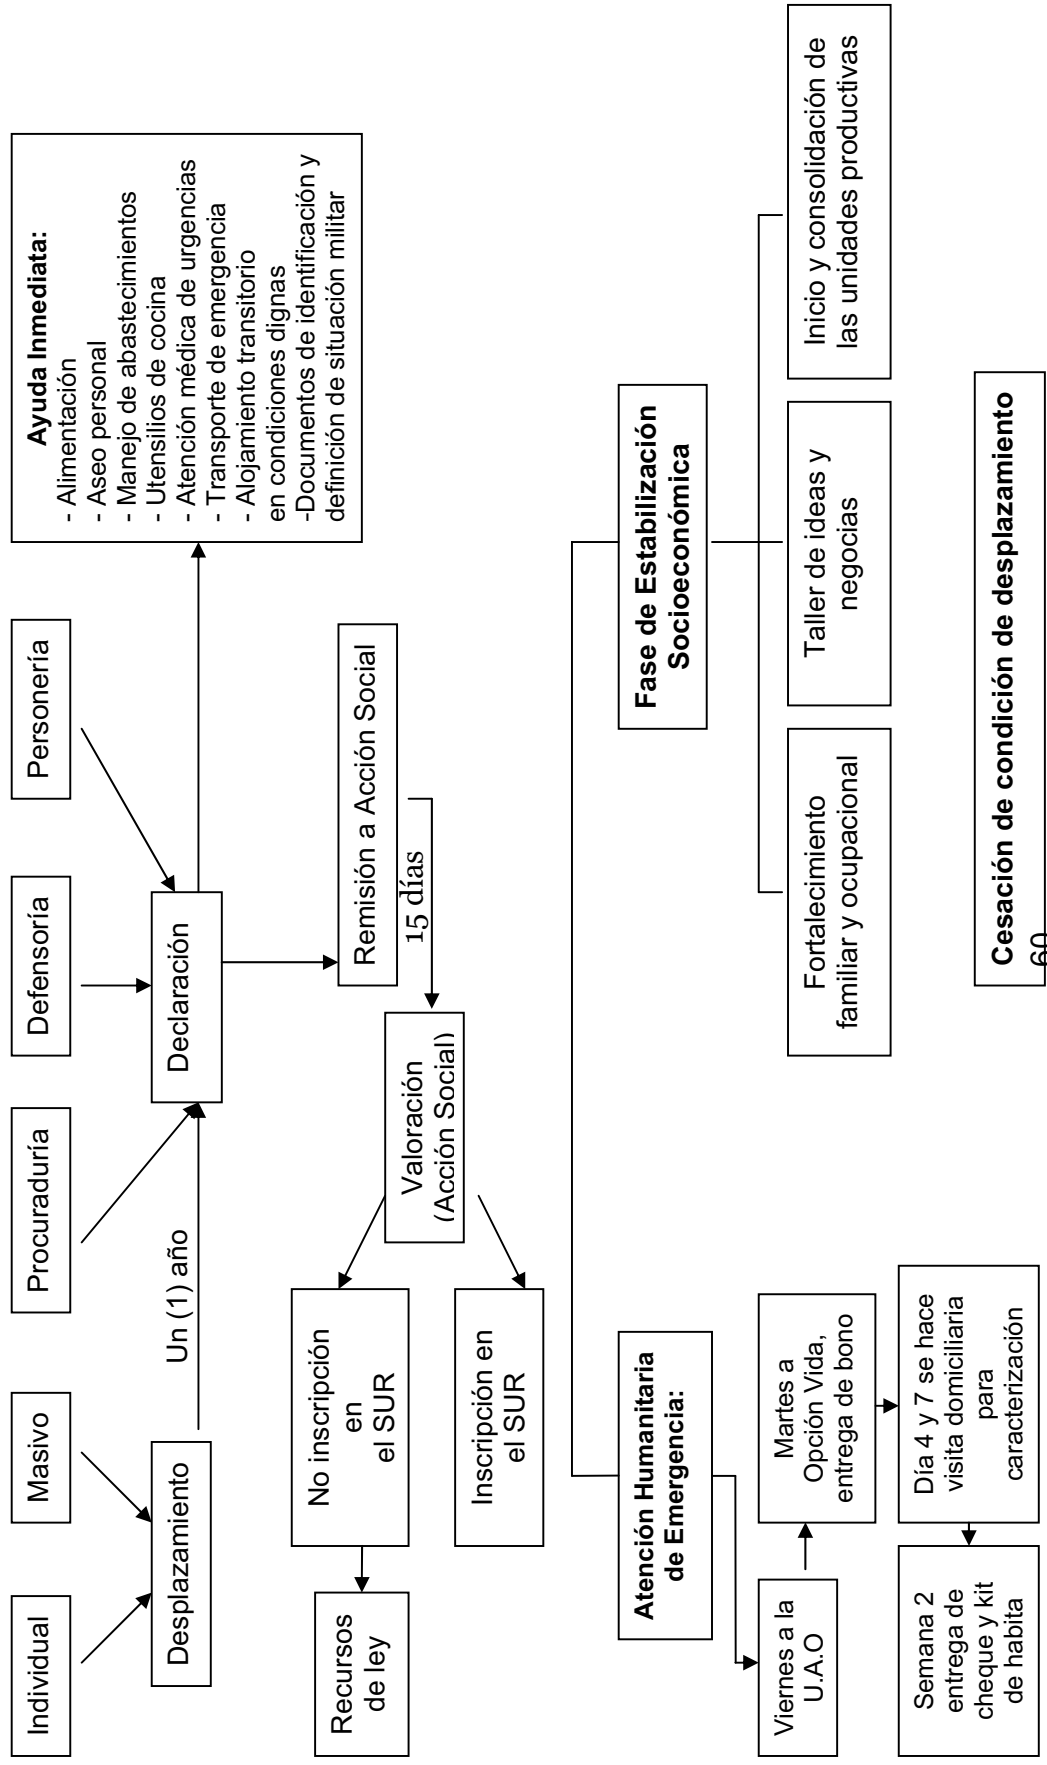 Individual
Masivo
Procuraduría
Defensoría
Personería
Desplazamiento
Un (1) año
Declaración
Ayuda Inmediata:
- Alimentación
- Aseo personal
- Manejo de abastecimientos
- Utensilios de cocina
- Atención médica de urgencias
- Transporte de emergencia
- Alojamiento transitorio
en condiciones dignas
-Documentos de identificación y
definición de situación militar
Remisión a Acción Social
15 días
Valoración
(Acción Social)
No inscripción
en
el SUR
Recursos
de ley
Inscripción en
el SUR
Atención Humanitaria
de Emergencia:
Fase de Estabilización
Socioeconómica
Viernes a la
U.A.O
Martes a
Opción Vida,
entrega de bono
Día 4 y 7 se hace
visita domiciliaria
para
caracterización
Semana 2
entrega de
cheque y kit
de habita
Fortalecimiento
familiar y ocupacional
Taller de ideas y
negocias
Inicio y consolidación de
las unidades productivas
Cesación de condición de desplazamiento
60